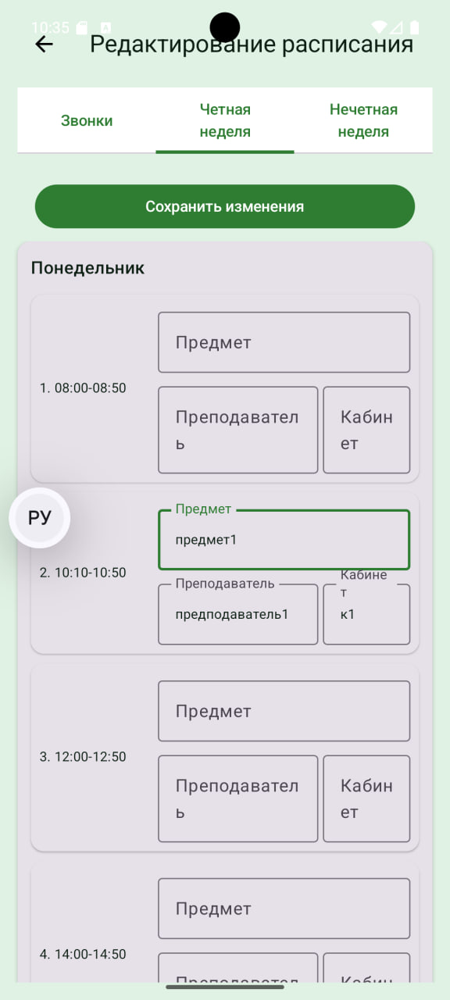 10:35
Редактирование расписания
Звонки
Четная
неделя
Нечетная
неделя
Сохранить изменения
Понедельник
1. 08:00-08:50
Предмет
Преподавател
ь
Кабин
ет
РУ
2. 10:10-10:50
Предмет
предмет1
Преподаватель
предподаватель1
Кабине
т
к1
3. 12:00-12:50
Предмет
Преподавател
ь
Кабин
ет
4. 14:00-14:50
Предмет
Преподавател
Кабин